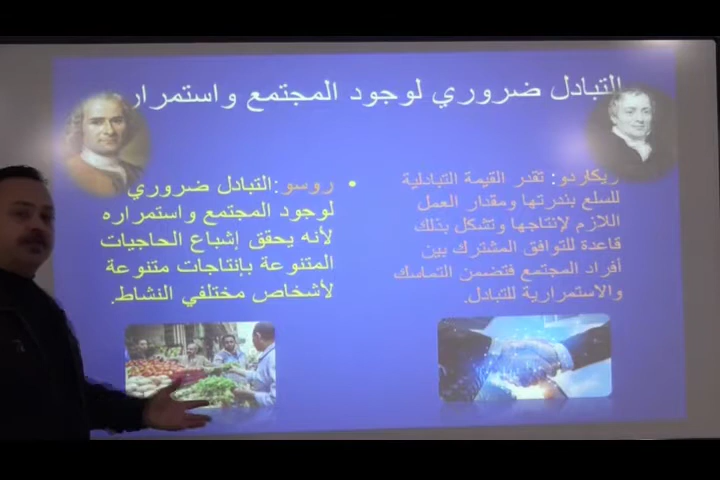 التبادل ضروري لوجود المجتمع واستمرار
ريكاردو: تقدر القيمة التبادلية
للسلع بندرتها ومقدار العمل
اللازم لإنتاجها وتشكل بذلك
قاعدة للتوافق المشترك بين
أفراد المجتمع فتضمن التماسك
والاستمرارية للتبادل.
• روسو: التبادل ضروري
لوجود المجتمع واستمراره
لأنه يحقق إشباع الحاجيات
المتنوعة بإنتاجات متنوعة
لأشخاص مختلفي النشاط.